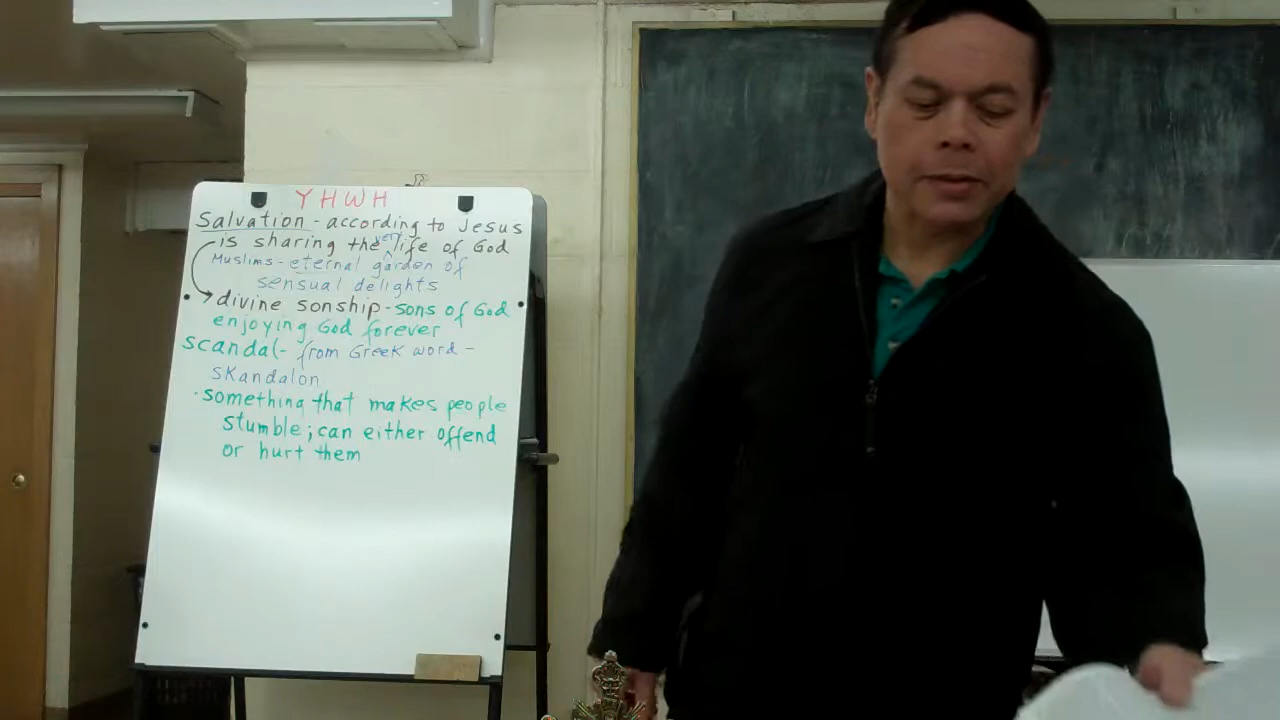 YHWH
Salvation - according to Jesus
is sharing the very life of God
Muslims - eternal garden of
sensual delights
divine sonship - sons of God
enjoying God forever
scandal - from Greek word -
skandalon
· something that makes people
stumble; can either offend
or hurt them